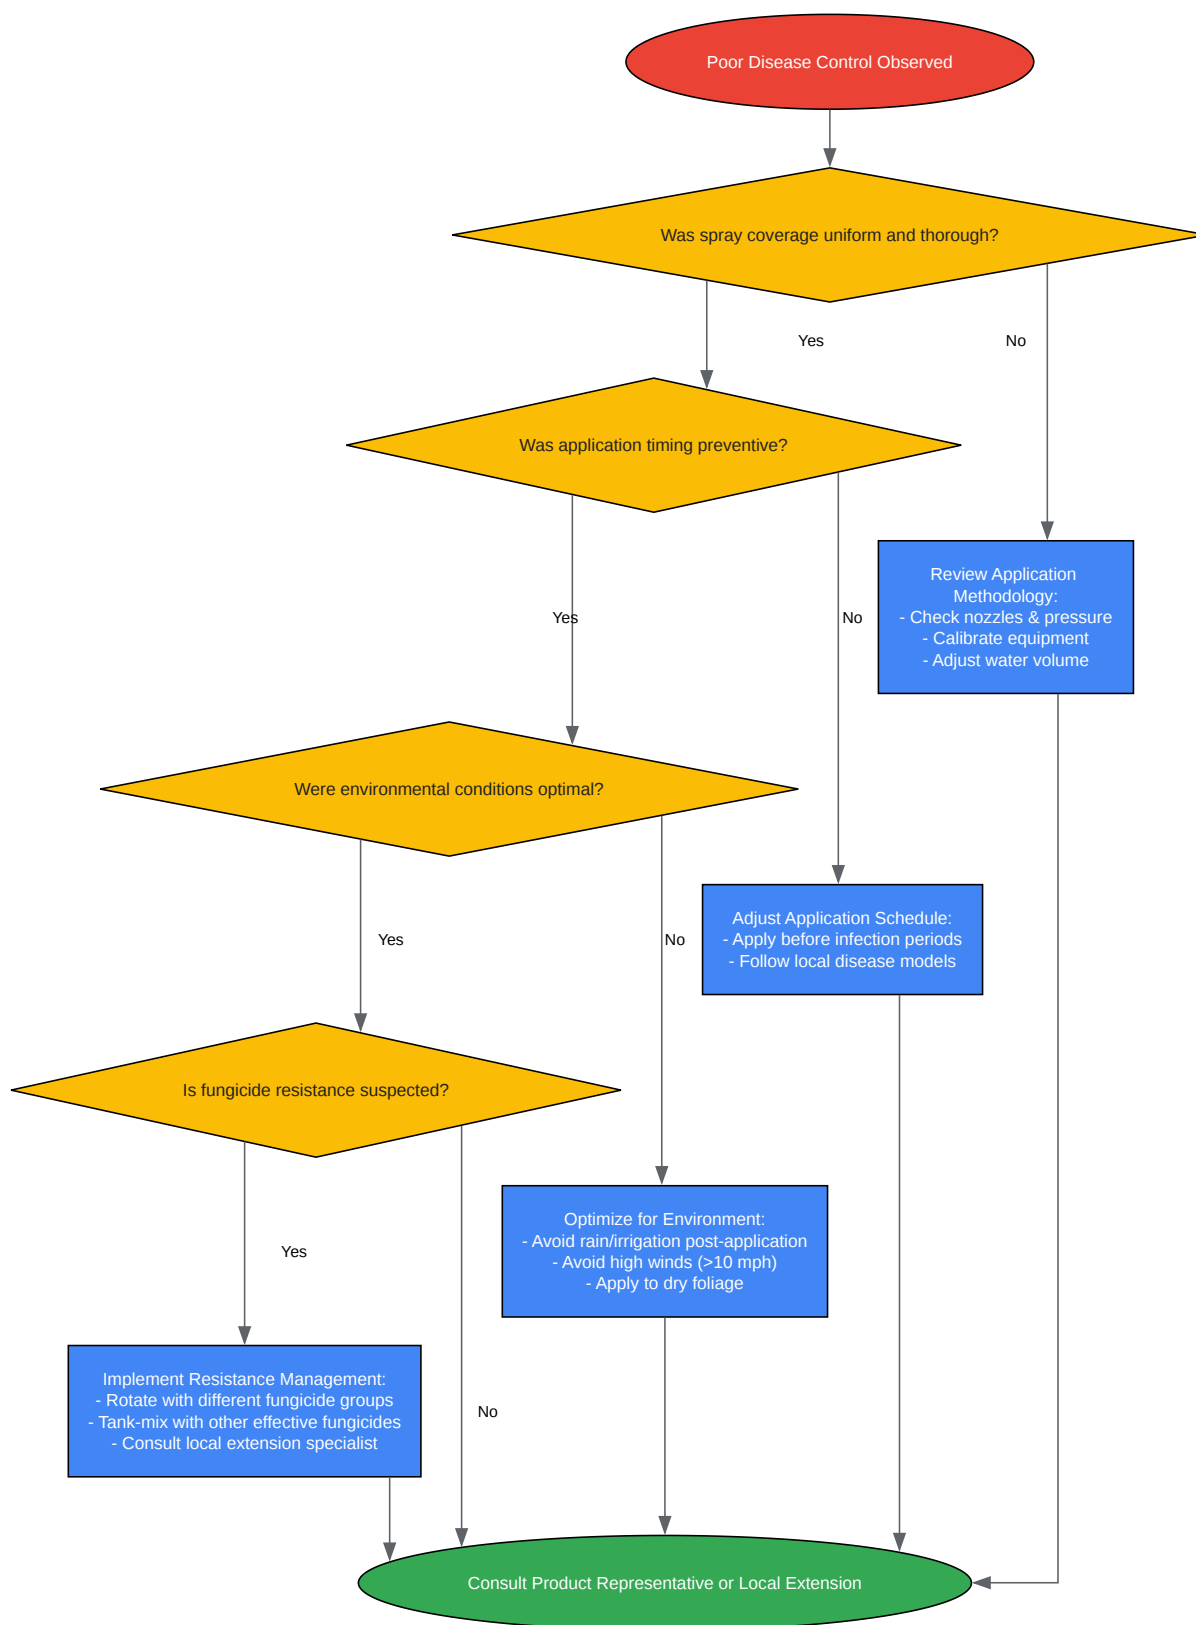 Poor Disease Control Observed
Was spray coverage uniform and thorough?
Yes
No
Was application timing preventive?
Yes
No
Review Application
Methodology:
- Check nozzles & pressure
- Calibrate equipment
- Adjust water volume
Were environmental conditions optimal?
Yes
No
Adjust Application Schedule:
- Apply before infection periods
- Follow local disease models
Is fungicide resistance suspected?
Yes
No
Optimize for Environment:
- Avoid rain/irrigation post-application
- Avoid high winds (>10 mph)
- Apply to dry foliage
Implement Resistance Management:
- Rotate with different fungicide groups
- Tank-mix with other effective fungicides
- Consult local extension specialist
Consult Product Representative or Local Extension